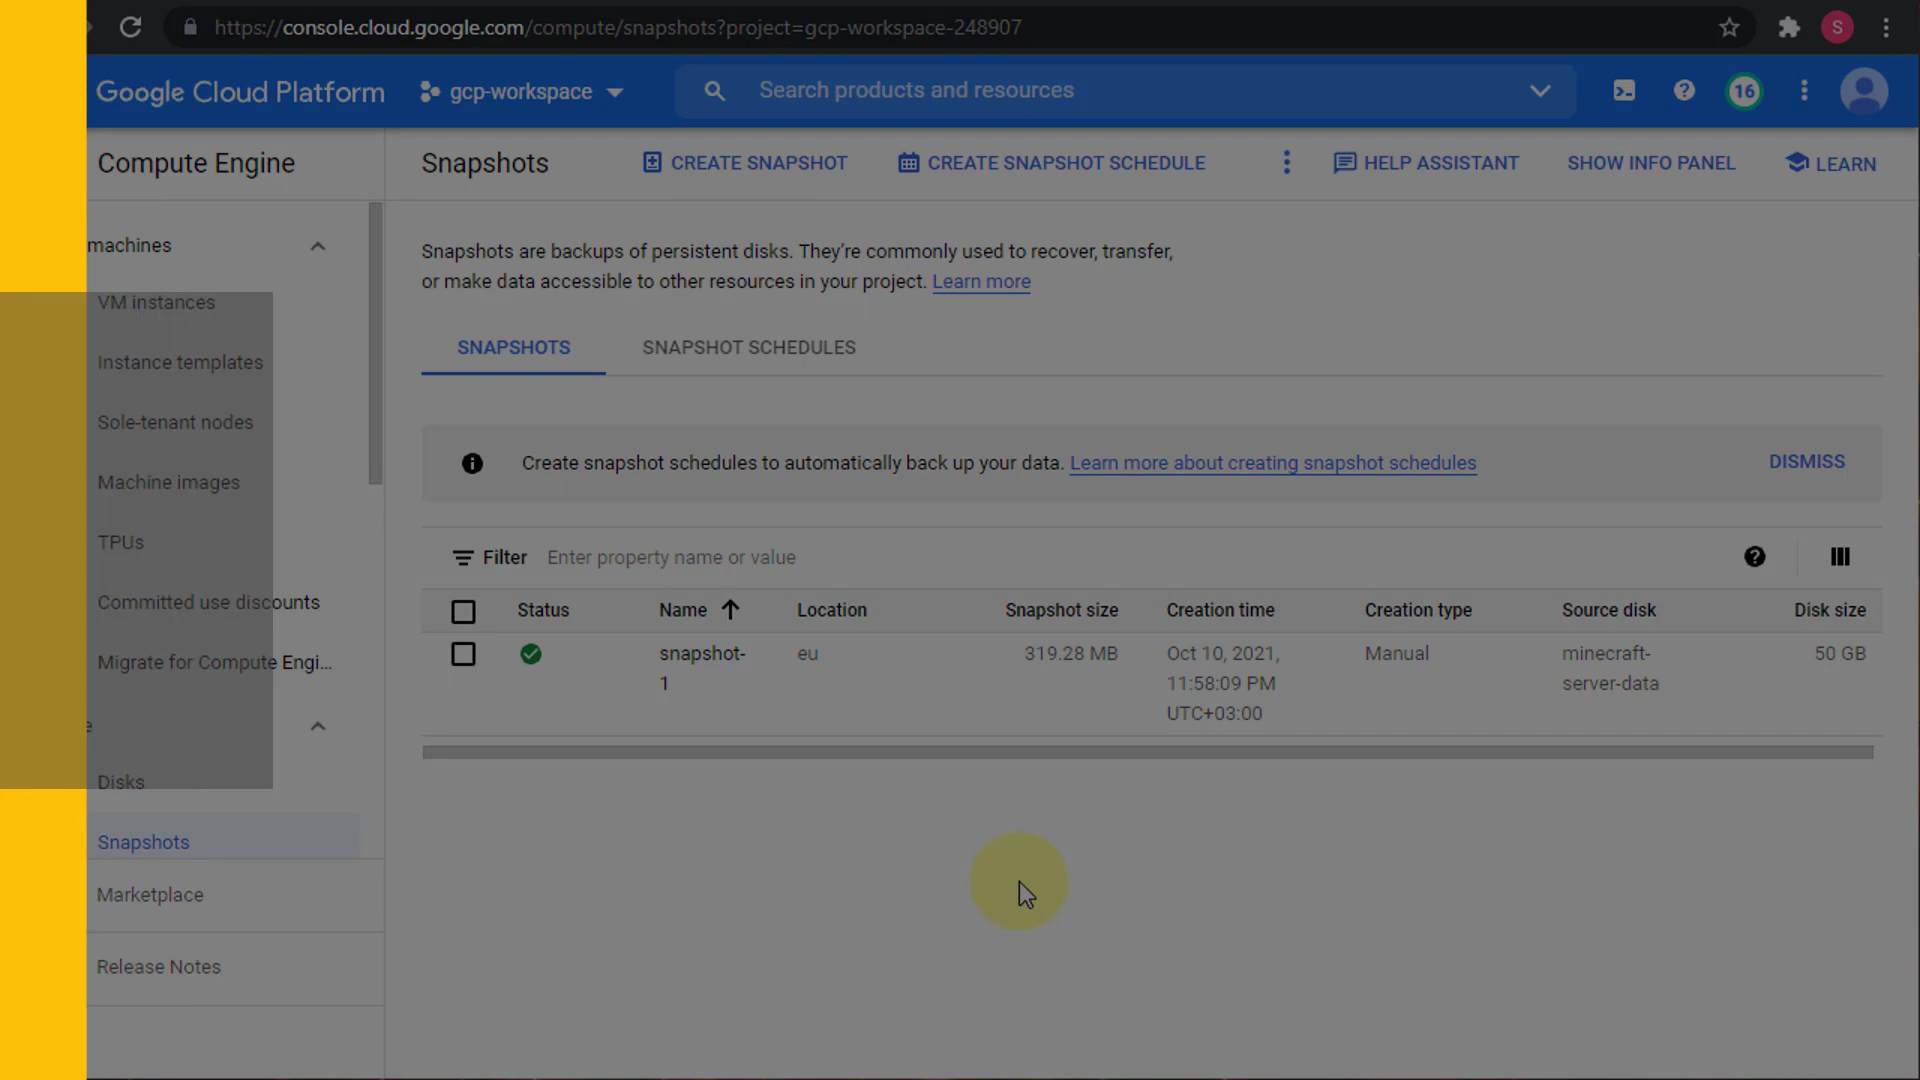 https://console.cloud.google.com/compute/snapshots?project=gcp-workspace-248907
S
Google Cloud Platform
gcp-workspace
Search products and resources
16
Compute Engine
Snapshots
CREATE SNAPSHOT
CREATE SNAPSHOT SCHEDULE
HELP ASSISTANT
SHOW INFO PANEL
LEARN
machines
VM instances
Instance templates
Sole-tenant nodes
Machine images
TPUs
Committed use discounts
Migrate for Compute Engi...
e
Disks
Snapshots
Marketplace
Release Notes
Snapshots are backups of persistent disks. They're commonly used to recover, transfer,
or make data accessible to other resources in your project. Learn more
SNAPSHOTS
SNAPSHOT SCHEDULES
Create snapshot schedules to automatically back up your data. Learn more about creating snapshot schedules
DISMISS
Filter
Enter property name or value
Status
Name
Location
Snapshot size
Creation time
Creation type
Source disk
Disk size
snapshot-
1
eu
319.28 MB
Oct 10, 2021,
11:58:09 PM
UTC+03:00
Manual
minecraft-
server-data
50 GB